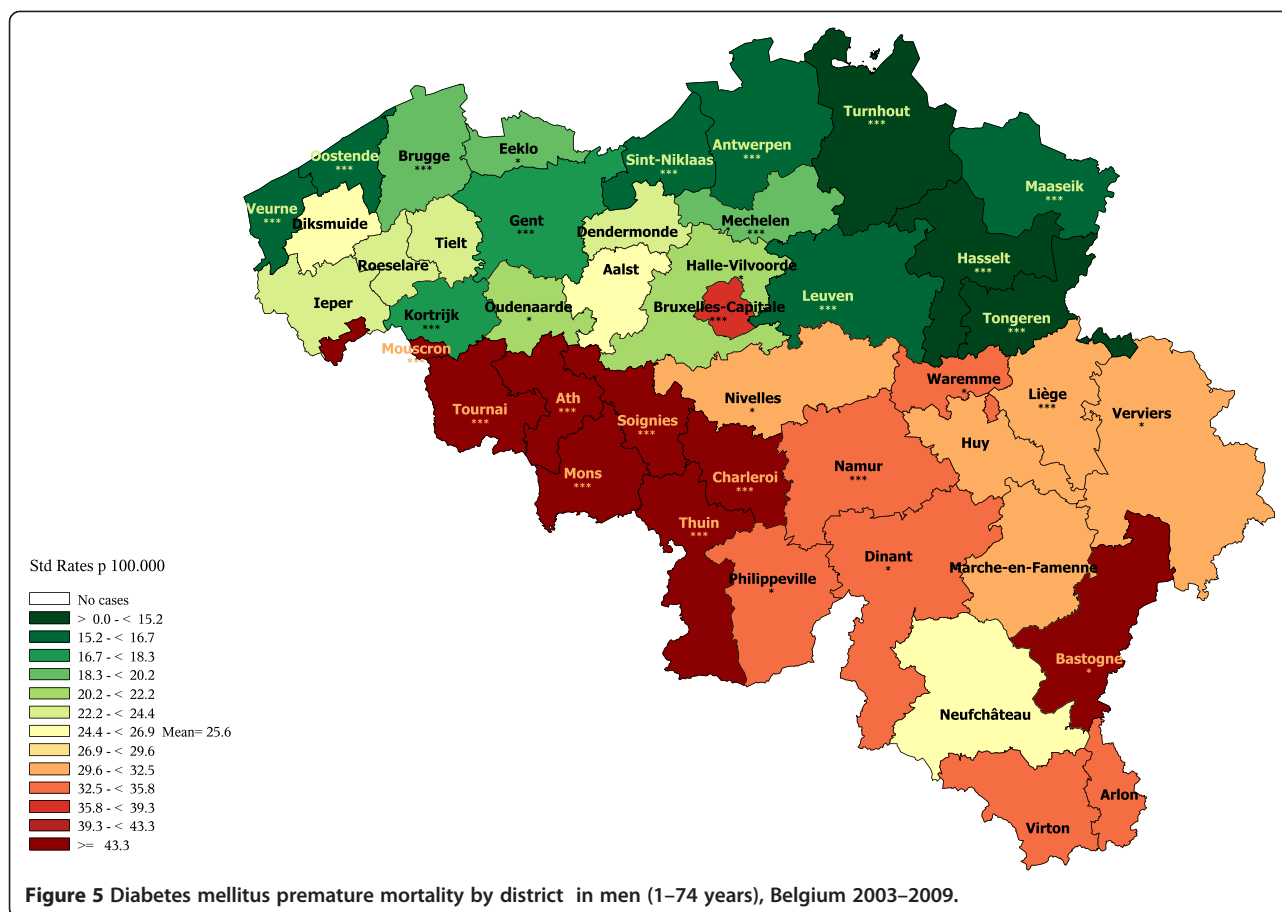 Turnhout
***
Oostende
***
Brugge
***
Eeklo
*
Sint-Niklaas
***
Antwerpen
***
Maaseik
***
Veurne
***
Diksmuide
Gent
***
Mechelen
***
Tielt
Dendermonde
Roeselare
Aalst
Halle-Vilvoorde
*
Hasselt
***
Ieper
Kortrijk
***
Oudenaarde
*
Bruxelles-Capitale
***
Leuven
***
Tongeren
***
Mouscron
***
Waremme
*
Tournai
***
Ath
***
Soignies
***
Nivelles
*
Liège
***
Verviers
*
Huy
Mons
***
Charleroi
***
Namur
***
Thuin
***
Dinant
*
Marche-en-Famenne
Philippeville
*
Bastogne
*
Neufchâteau
Arlon
Virton
Std Rates p 100.000
No cases
> 0.0 - < 15.2
15.2 - < 16.7
16.7 - < 18.3
18.3 - < 20.2
20.2 - < 22.2
22.2 - < 24.4
24.4 - < 26.9 Mean= 25.6
26.9 - < 29.6
29.6 - < 32.5
32.5 - < 35.8
35.8 - < 39.3
39.3 - < 43.3
>= 43.3
Figure 5 Diabetes mellitus premature mortality by district in men (1–74 years), Belgium 2003–2009.